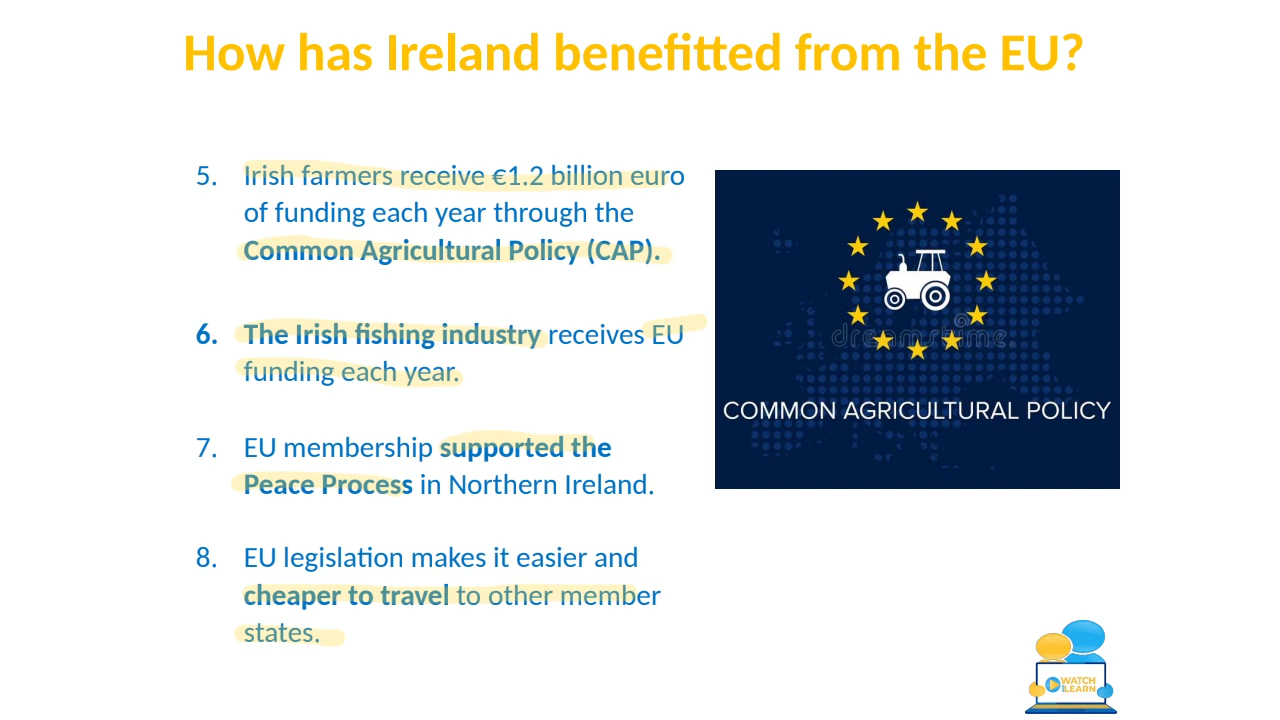 How has Ireland benefitted from the EU?
5. Irish farmers receive €1.2 billion euro
of funding each year through the
Common Agricultural Policy (CAP).
6. The Irish fishing industry receives EU
funding each year.
7. EU membership supported the
Peace Process in Northern Ireland.
8. EU legislation makes it easier and
cheaper to travel to other member
states.
dreamstime
COMMON AGRICULTURAL POLICY
WATCH
LEARN